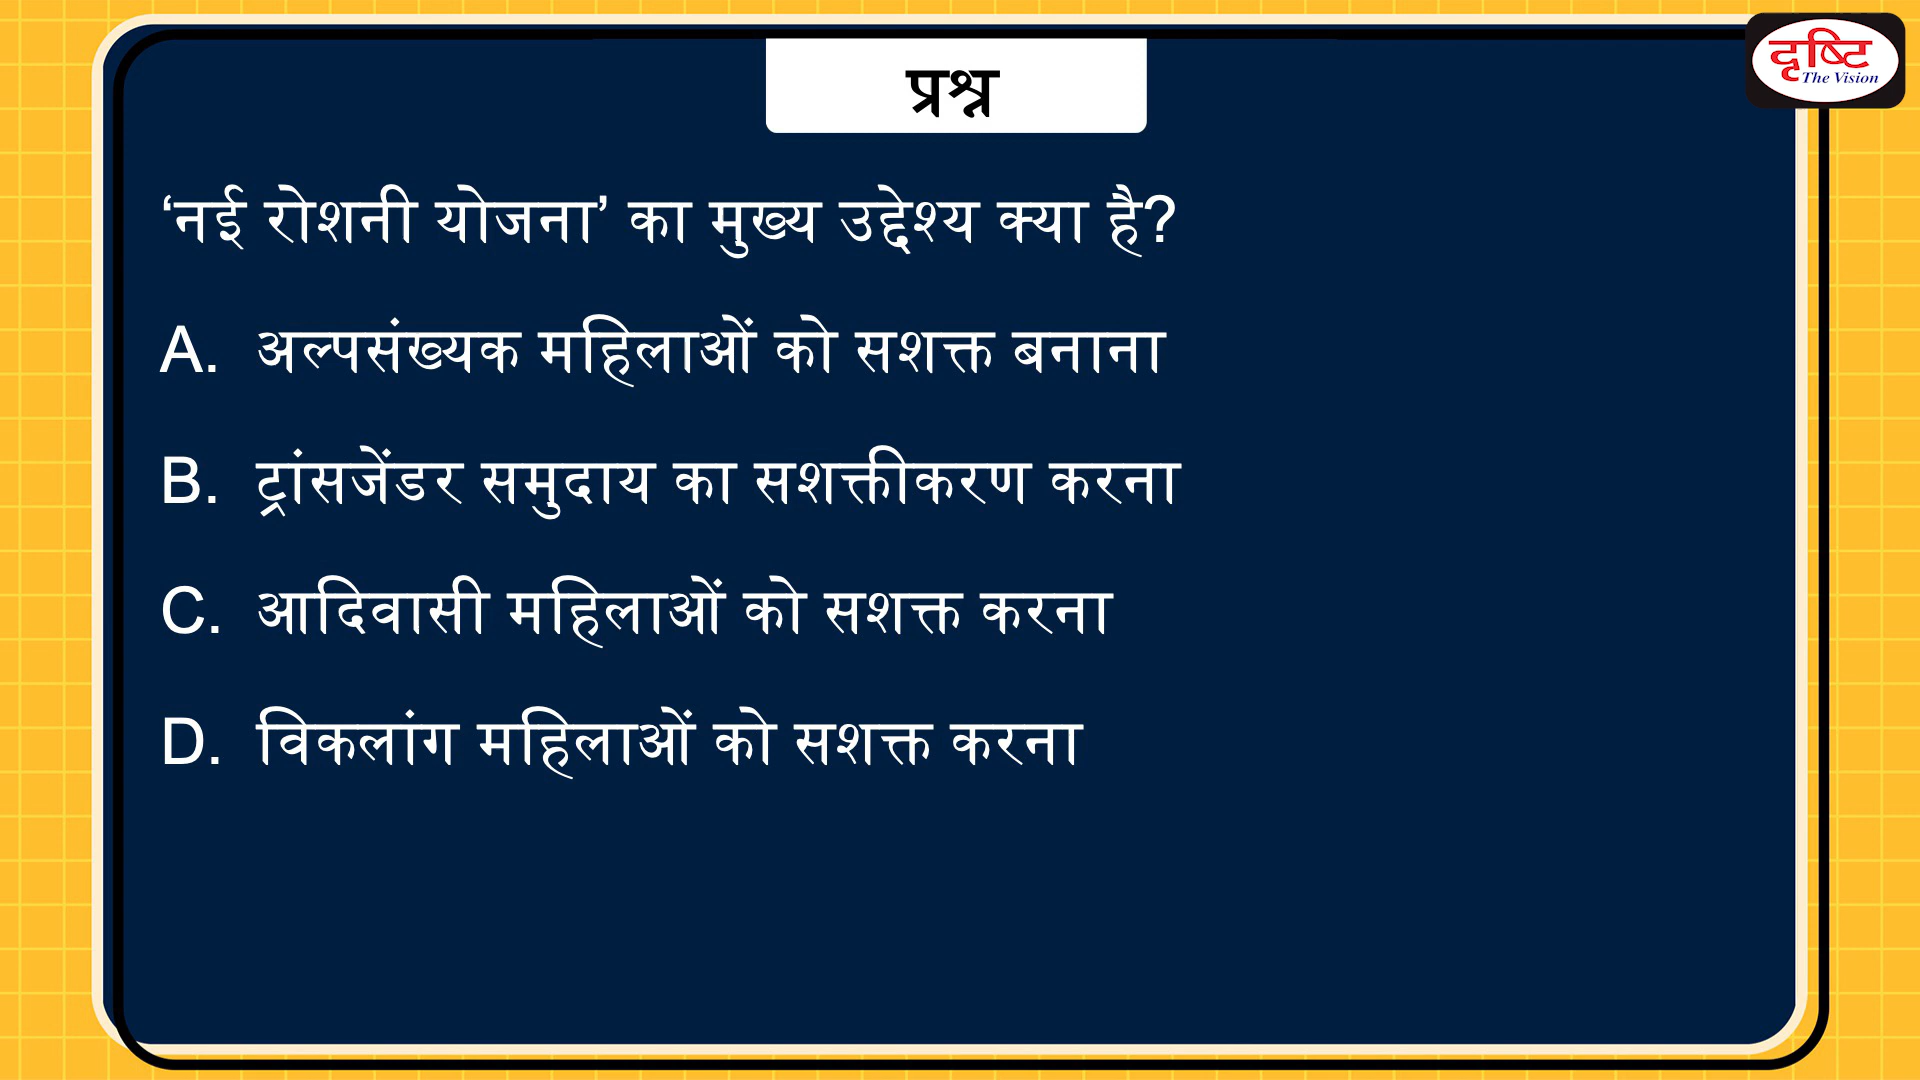 प्रश्न
दृष्टि
The Vision
‘नई रोशनी योजना’ का मुख्य उद्देश्य क्या है?
A. अल्पसंख्यक महिलाओं को सशक्त बनाना
B. ट्रांसजेंडर समुदाय का सशक्तीकरण करना
C. आदिवासी महिलाओं को सशक्त करना
D. विकलांग महिलाओं को सशक्त करना